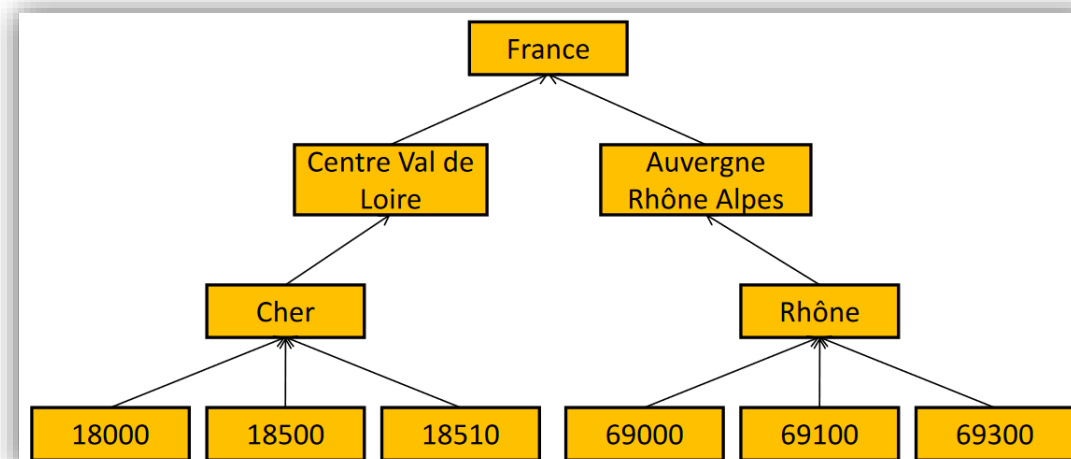 France
Centre Val de
Loire
Auvergne
Rhône Alpes
Cher
Rhône
18000
18500
18510
69000
69100
69300